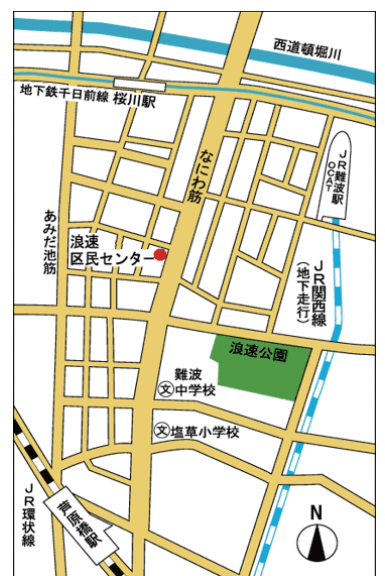 西道頓堀川
地下鉄千日前線 桜川駅
なにわ筋
JR難波駅
OCAT
あみだ池筋
浪速
区民センター
JR関西線
(地下走行)
浪速公園
難波
文中学校
文塩草小学校
JR環状線
芦原橋駅
N